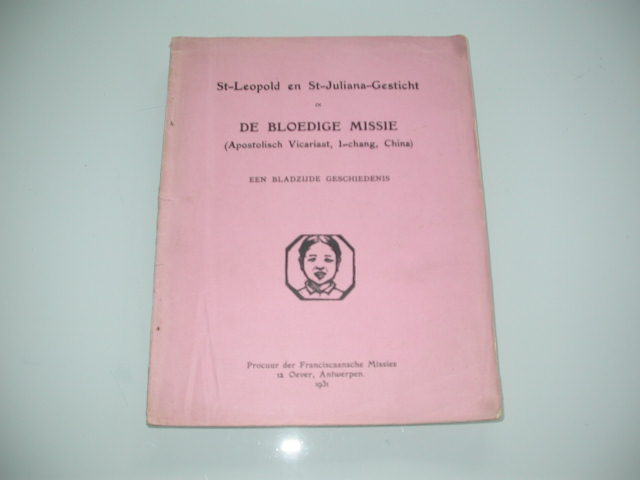 St-Leopold en St-Juliana-Gesticht
IN
DE BLOEDIGE MISSIE
(Apostolisch Vicariaat, I-chang, China)
EEN BLADZIJDE GESCHIEDENIS
Procuur der Franciscaansche Missies
12 Oever, Antwerpen.
1931